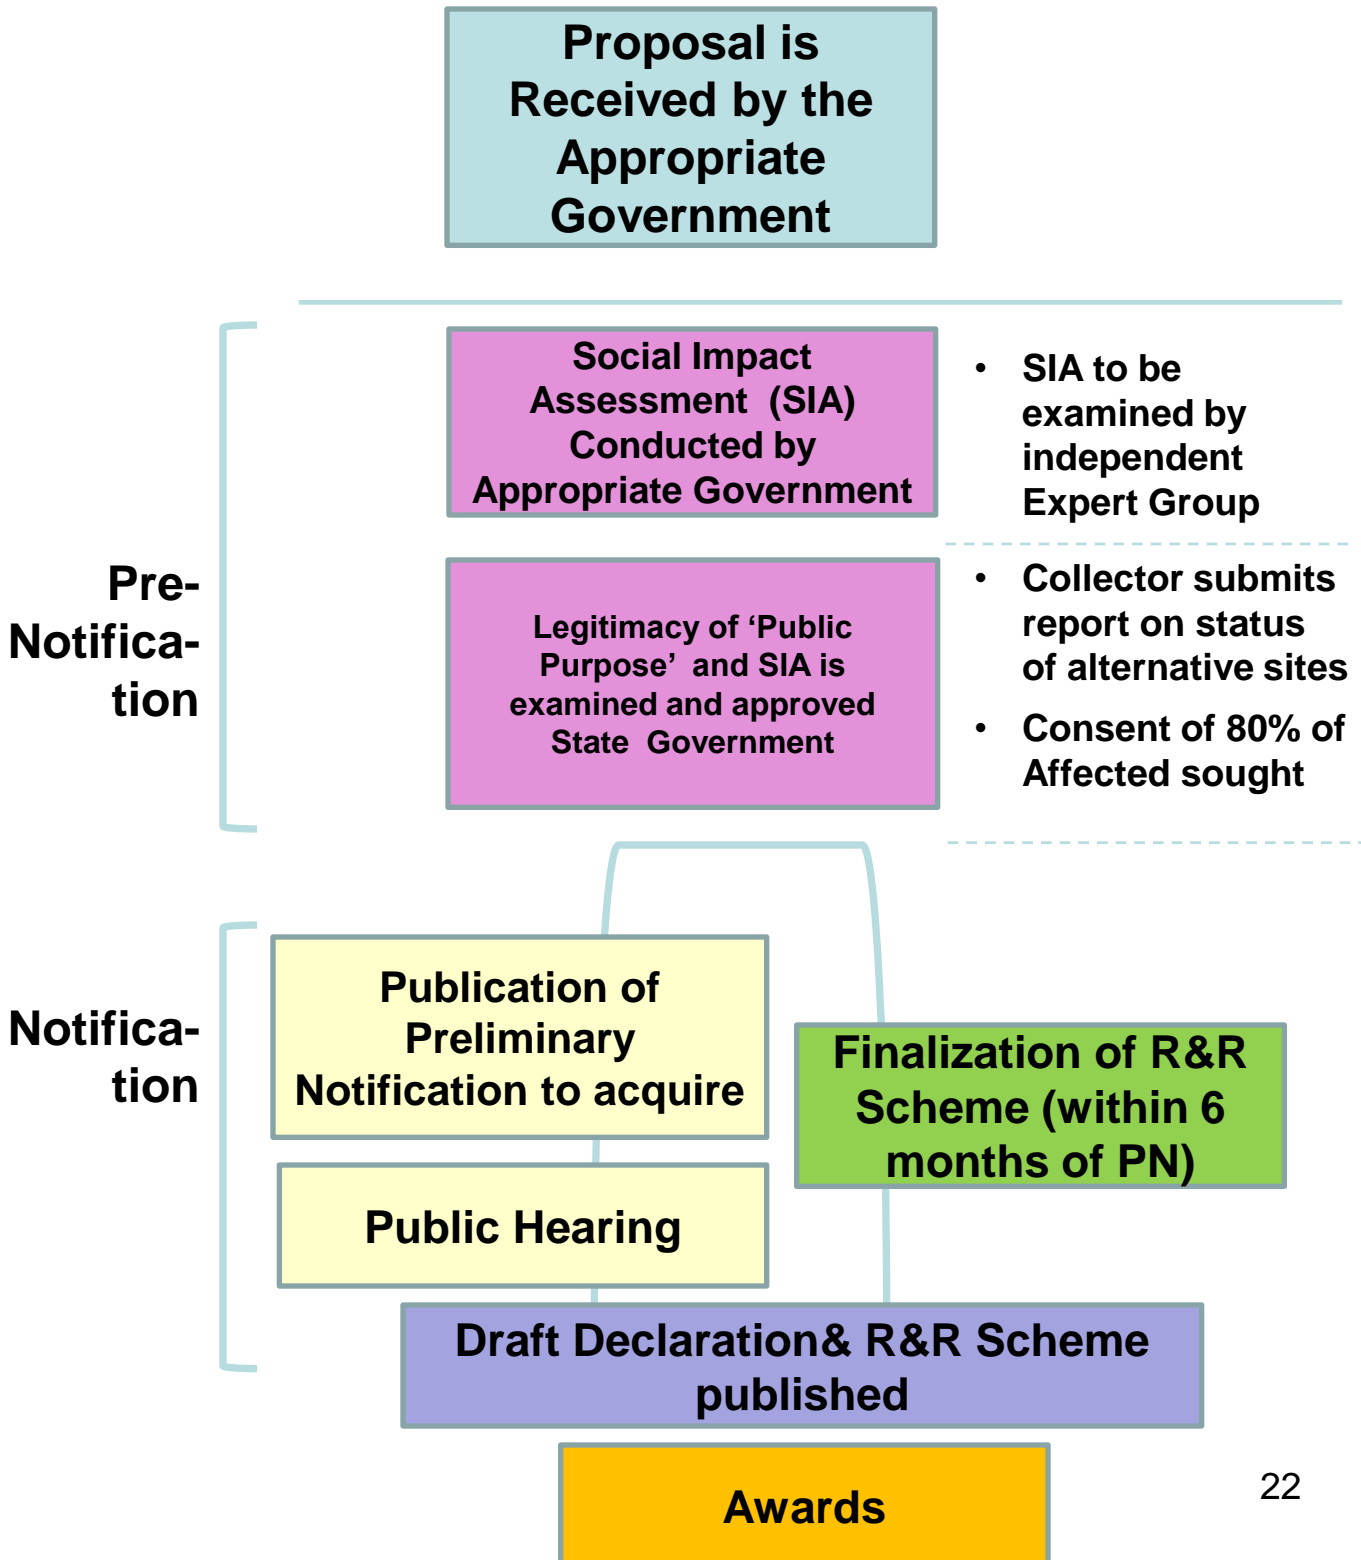 Proposal is
Received by the
Appropriate
Government
Pre-
Notifica-
tion
Social Impact
Assessment (SIA)
Conducted by
Appropriate Government
• SIA to be
examined by
independent
Expert Group
Legitimacy of ‘Public
Purpose’ and SIA is
examined and approved
State Government
• Collector submits
report on status
of alternative sites
• Consent of 80% of
Affected sought
Notifica-
tion
Publication of
Preliminary
Notification to acquire
Finalization of R&R
Scheme (within 6
months of PN)
Public Hearing
Draft Declaration& R&R Scheme
published
Awards
22